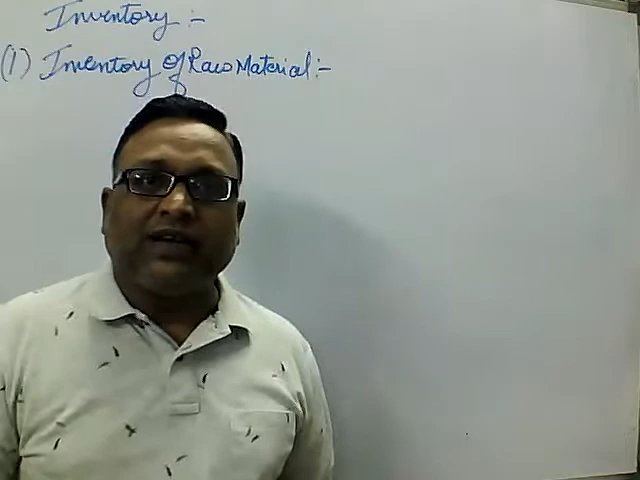 Inventory :-
(1) Inventory of Raw Material :-